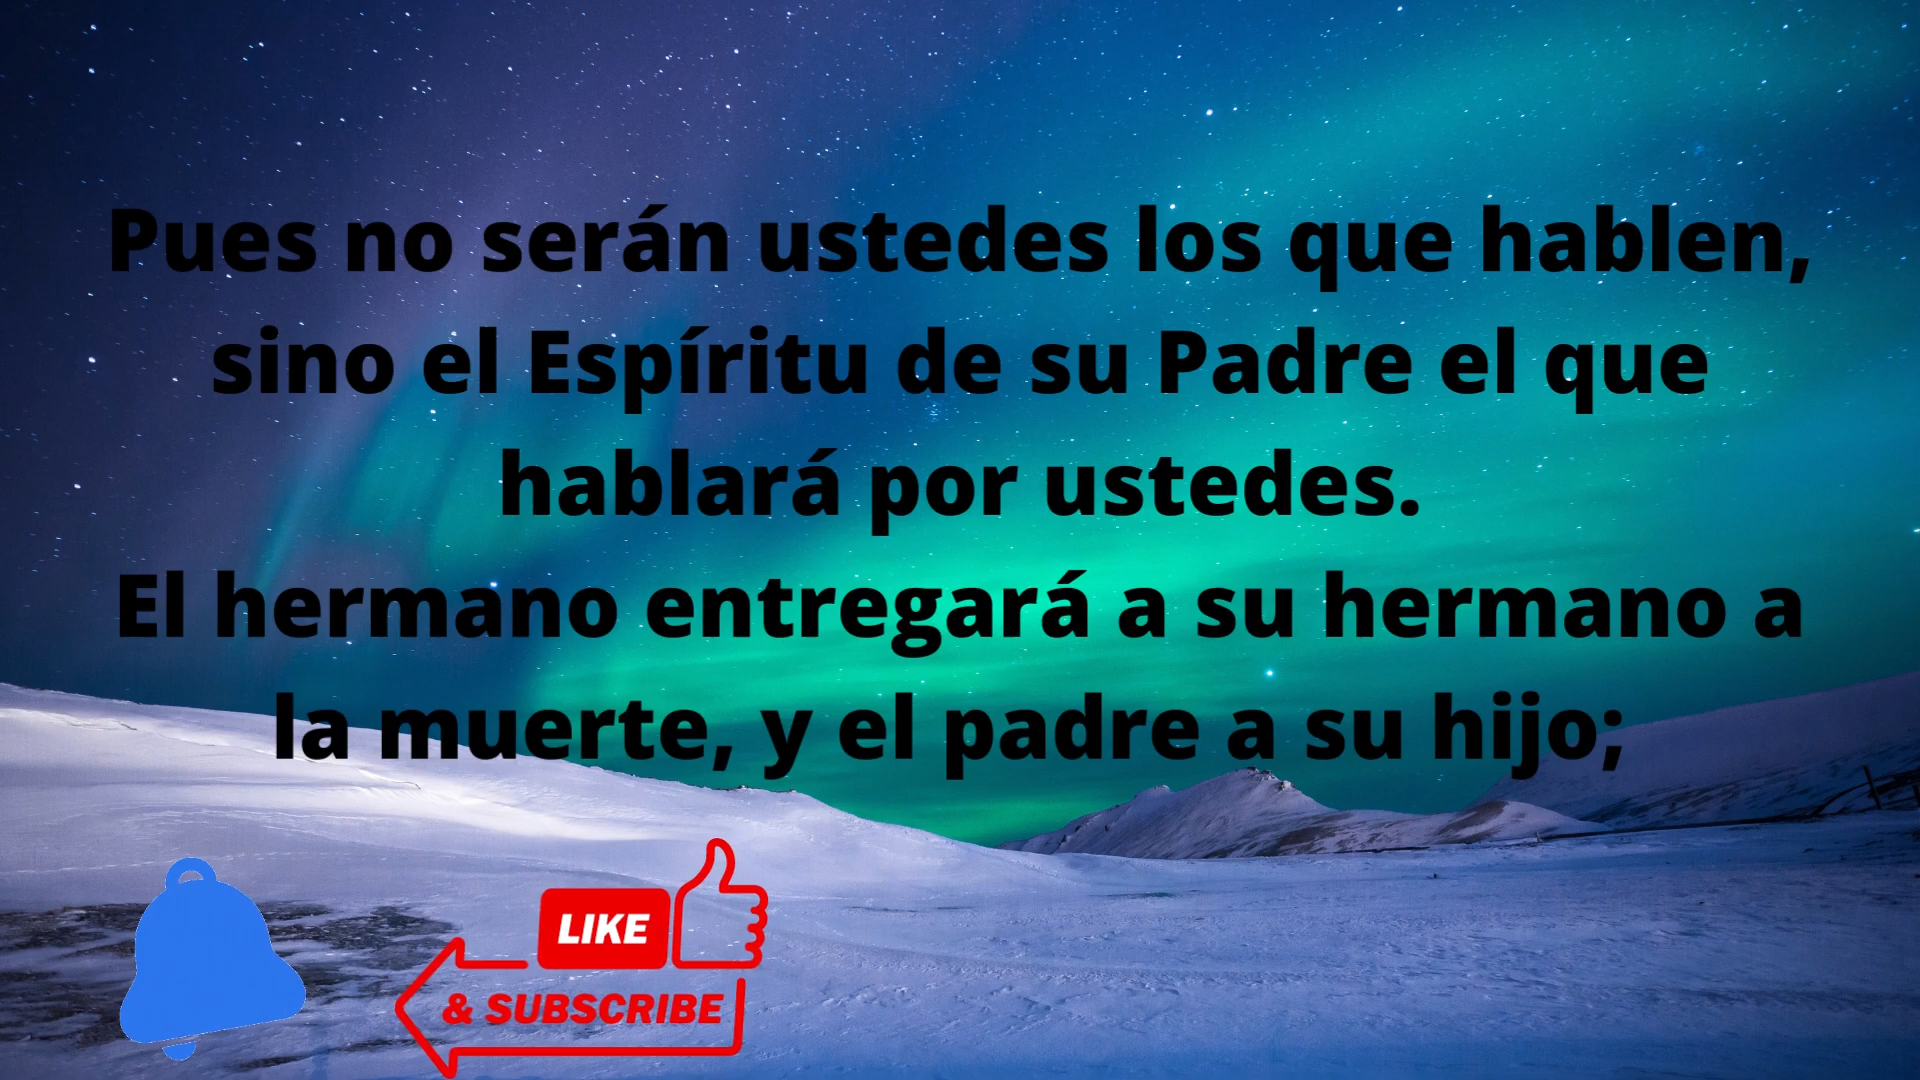 Pues no serán ustedes los que hablen,
sino el Espíritu de su Padre el que
hablará por ustedes.
El hermano entregará a su hermano a
la muerte, y el padre a su hijo;
LIKE
& SUBSCRIBE